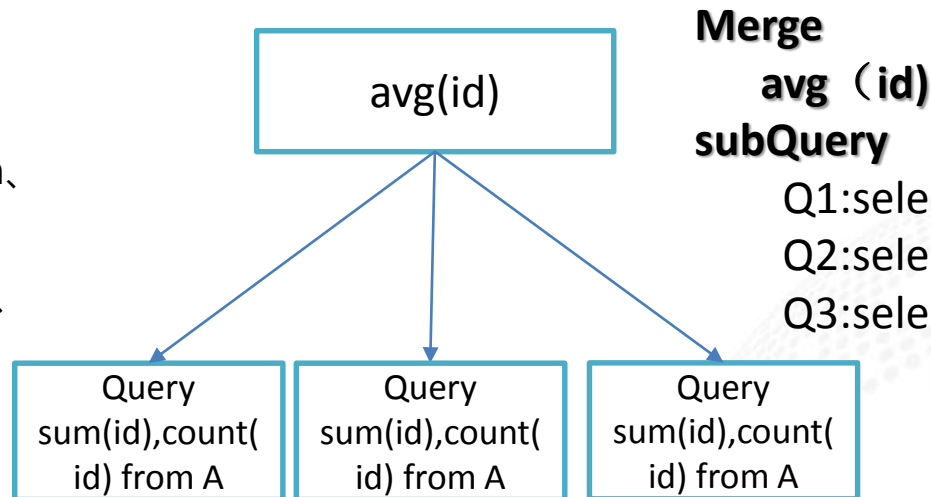 avg(id)
Merge
avg（id)
subQuery
Q1:sele
Q2:sele
Q3:sele
Query
sum(id),count(
id) from A
Query
sum(id),count(
id) from A
Query
sum(id),count(
id) from A